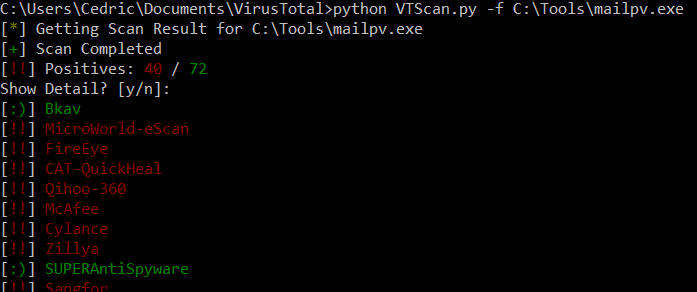 C:\Users\Cedric\Documents\VirusTotal>python VTScan.py -f C:\Tools\mailpv.exe
[*] Getting Scan Result for C:\Tools\mailpv.exe
[+] Scan Completed
[!!] Positives: 40 / 72
Show Detail? [y/n]:
[:)] Bkav
[!!] MicroWorld-eScan
[!!] FireEye
[!!] CAT-QuickHeal
[!!] Qihoo-360
[!!] McAfee
[!!] Cylance
[!!] Zillya
[:)] SUPERAntiSpyware
[!!] Sangfor